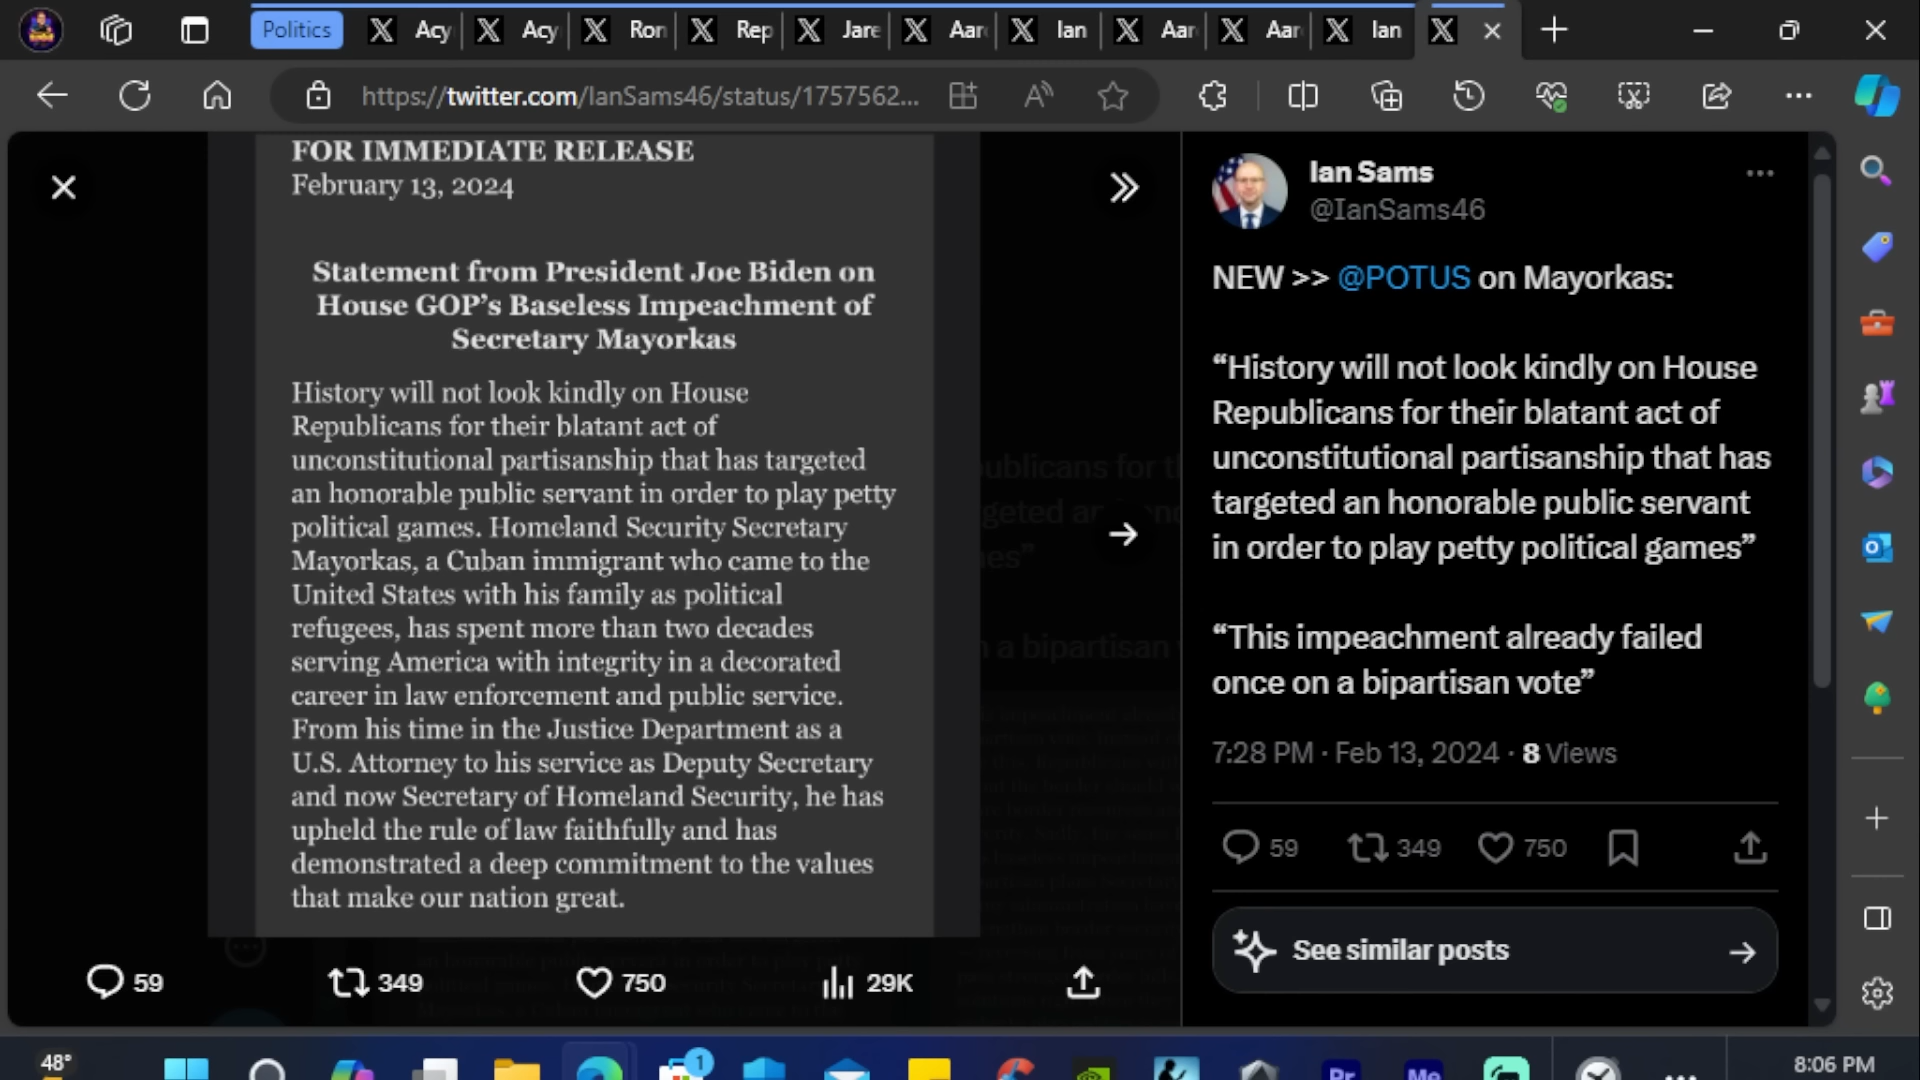 Politics
Acy
Acy
Ron
Rep
Jare
Aar
Ian
Aar
Aar
Ian
https://twitter.com/IanSams46/status/1757562...
FOR IMMEDIATE RELEASE
February 13, 2024
Statement from President Joe Biden on
House GOP’s Baseless Impeachment of
Secretary Mayorkas
History will not look kindly on House
Republicans for their blatant act of
unconstitutional partisanship that has targeted
an honorable public servant in order to play petty
political games. Homeland Security Secretary
Mayorkas, a Cuban immigrant who came to the
United States with his family as political
refugees, has spent more than two decades
serving America with integrity in a decorated
career in law enforcement and public service.
From his time in the Justice Department as a
U.S. Attorney to his service as Deputy Secretary
and now Secretary of Homeland Security, he has
upheld the rule of law faithfully and has
demonstrated a deep commitment to the values
that make our nation great.
59
349
750
29K
Ian Sams
@IanSams46
NEW >> @POTUS on Mayorkas:
“History will not look kindly on House
Republicans for their blatant act of
unconstitutional partisanship that has
targeted an honorable public servant
in order to play petty political games”
“This impeachment already failed
once on a bipartisan vote”
7:28 PM · Feb 13, 2024 · 8 Views
59
349
750
See similar posts
48°
1
Pr
Me
8:06 PM